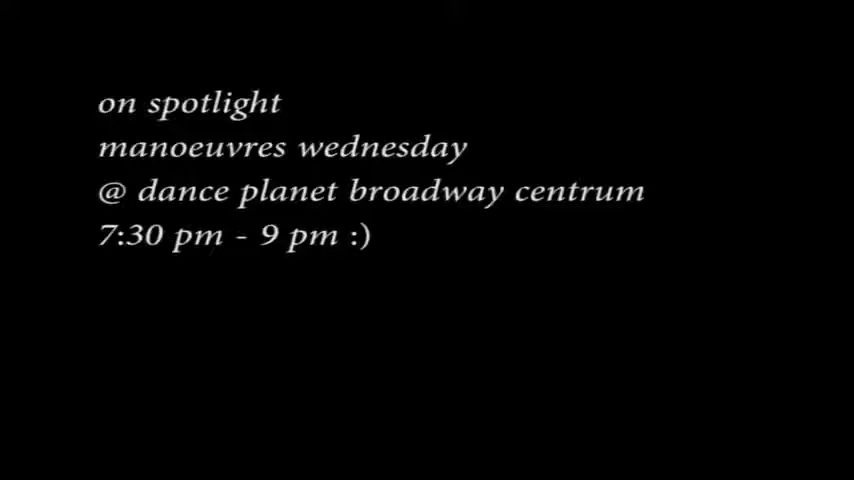 on spotlight
manoeuvres wednesday
@ dance planet broadway centrum
7:30 pm - 9 pm :)